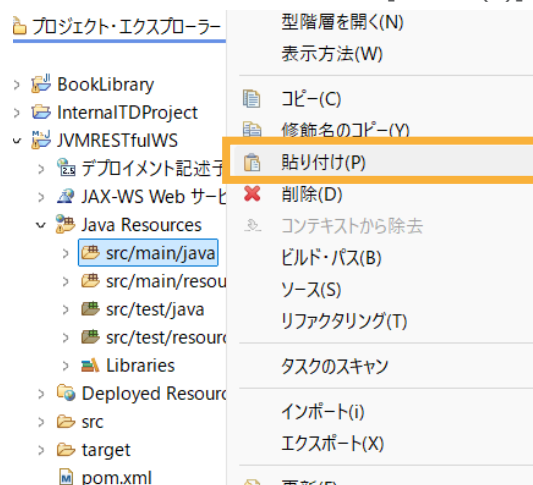 プロジェクト・エクスプローラー
BookLibrary
InternalTDProject
JVMRESTfulWS
デプロイメント記述子
JAX-WS Web サービ
Java Resources
src/main/java
src/main/resou
src/test/java
src/test/resourc
Libraries
Deployed Resourc
src
target
pom.xml
型階層を開く(N)
表示方法(W)
コピー(C)
修飾名のコピー(Y)
貼り付け(P)
削除(D)
コンテキストから除去
ビルド・パス(B)
ソース(S)
リファクタリング(T)
タスクのスキャン
インポート(i)
エクスポート(X)
更新(F)